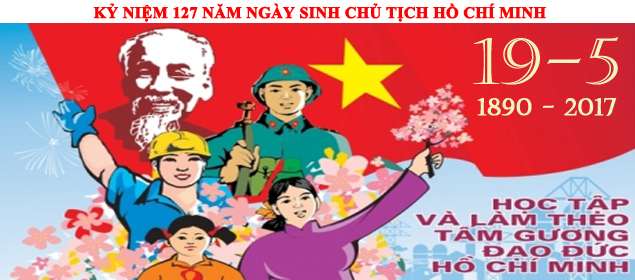 KỶ NIỆM 127 NĂM NGÀY SINH CHỦ TỊCH HỒ CHÍ MINH
19-5
1890 - 2017
HỌC TẬP
VÀ LÀM THEO
TẤM GƯƠNG
ĐẠO ĐỨC
HỒ CHÍ MINH